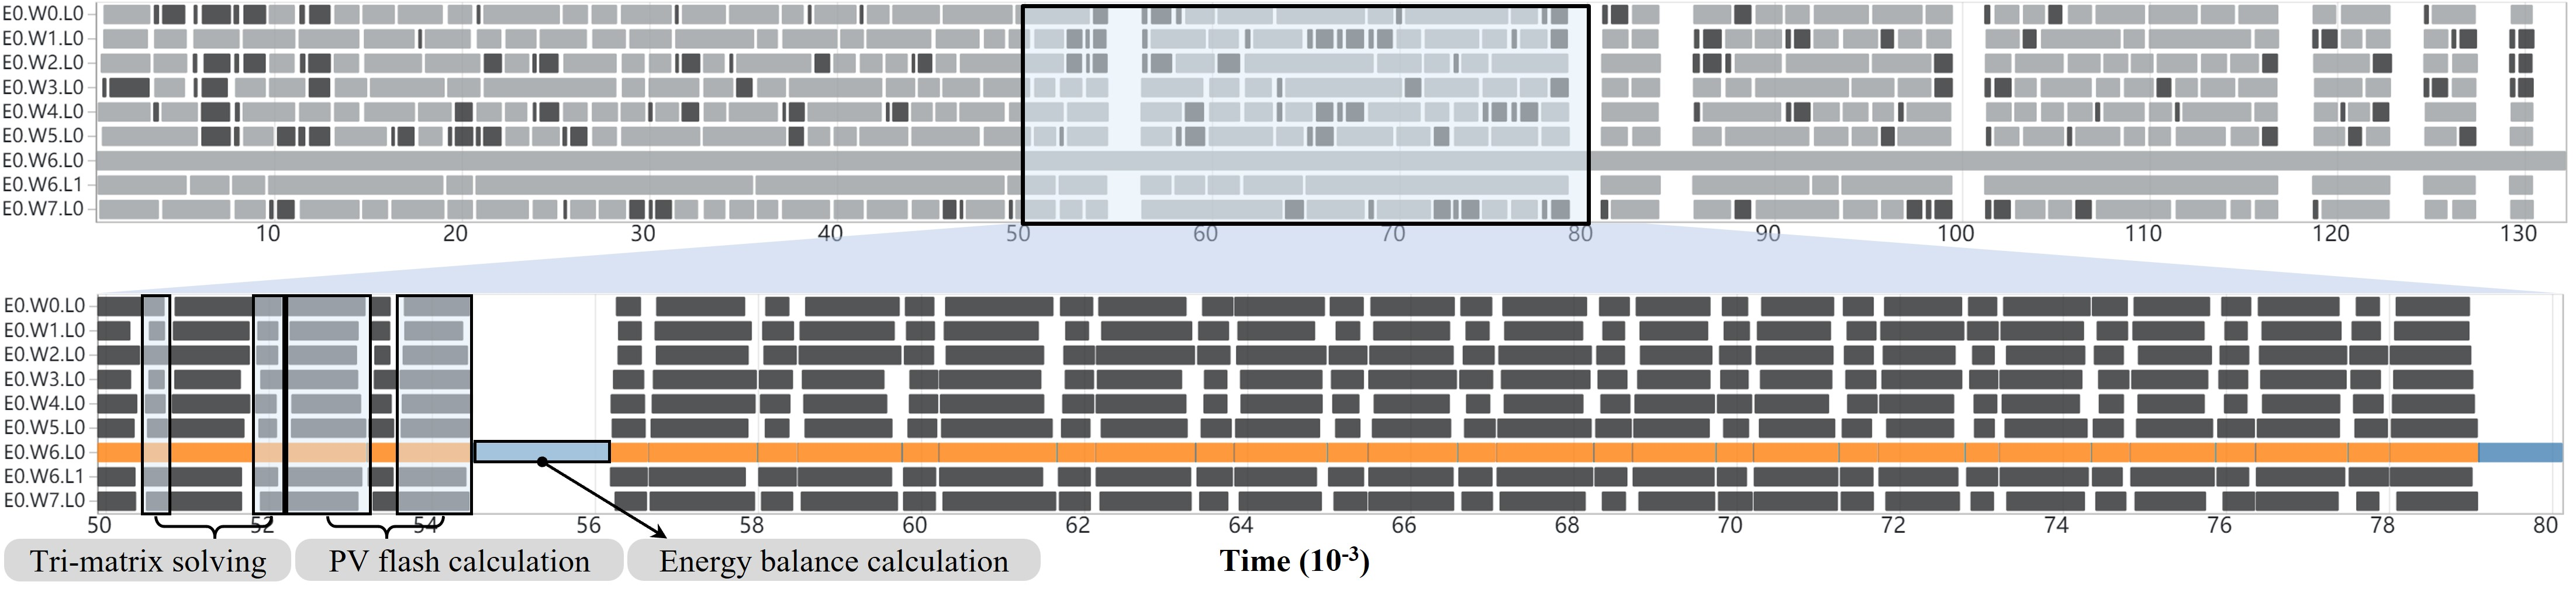 E0.W0.L0
E0.W1.L0
E0.W2.L0
E0.W3.L0
E0.W4.L0
E0.W5.L0
E0.W6.L0
E0.W6.L1
E0.W7.L0
10 20 30 40 50 60 70 80 90 100 110 120 130
E0.W0.L0
E0.W1.L0
E0.W2.L0
E0.W3.L0
E0.W4.L0
E0.W5.L0
E0.W6.L0
E0.W6.L1
E0.W7.L0
50 52 54 56 58 60 62 64 66 68 70 72 74 76 78 80
Tri-matrix solving PV flash calculation Energy balance calculation Time (10⁻³)